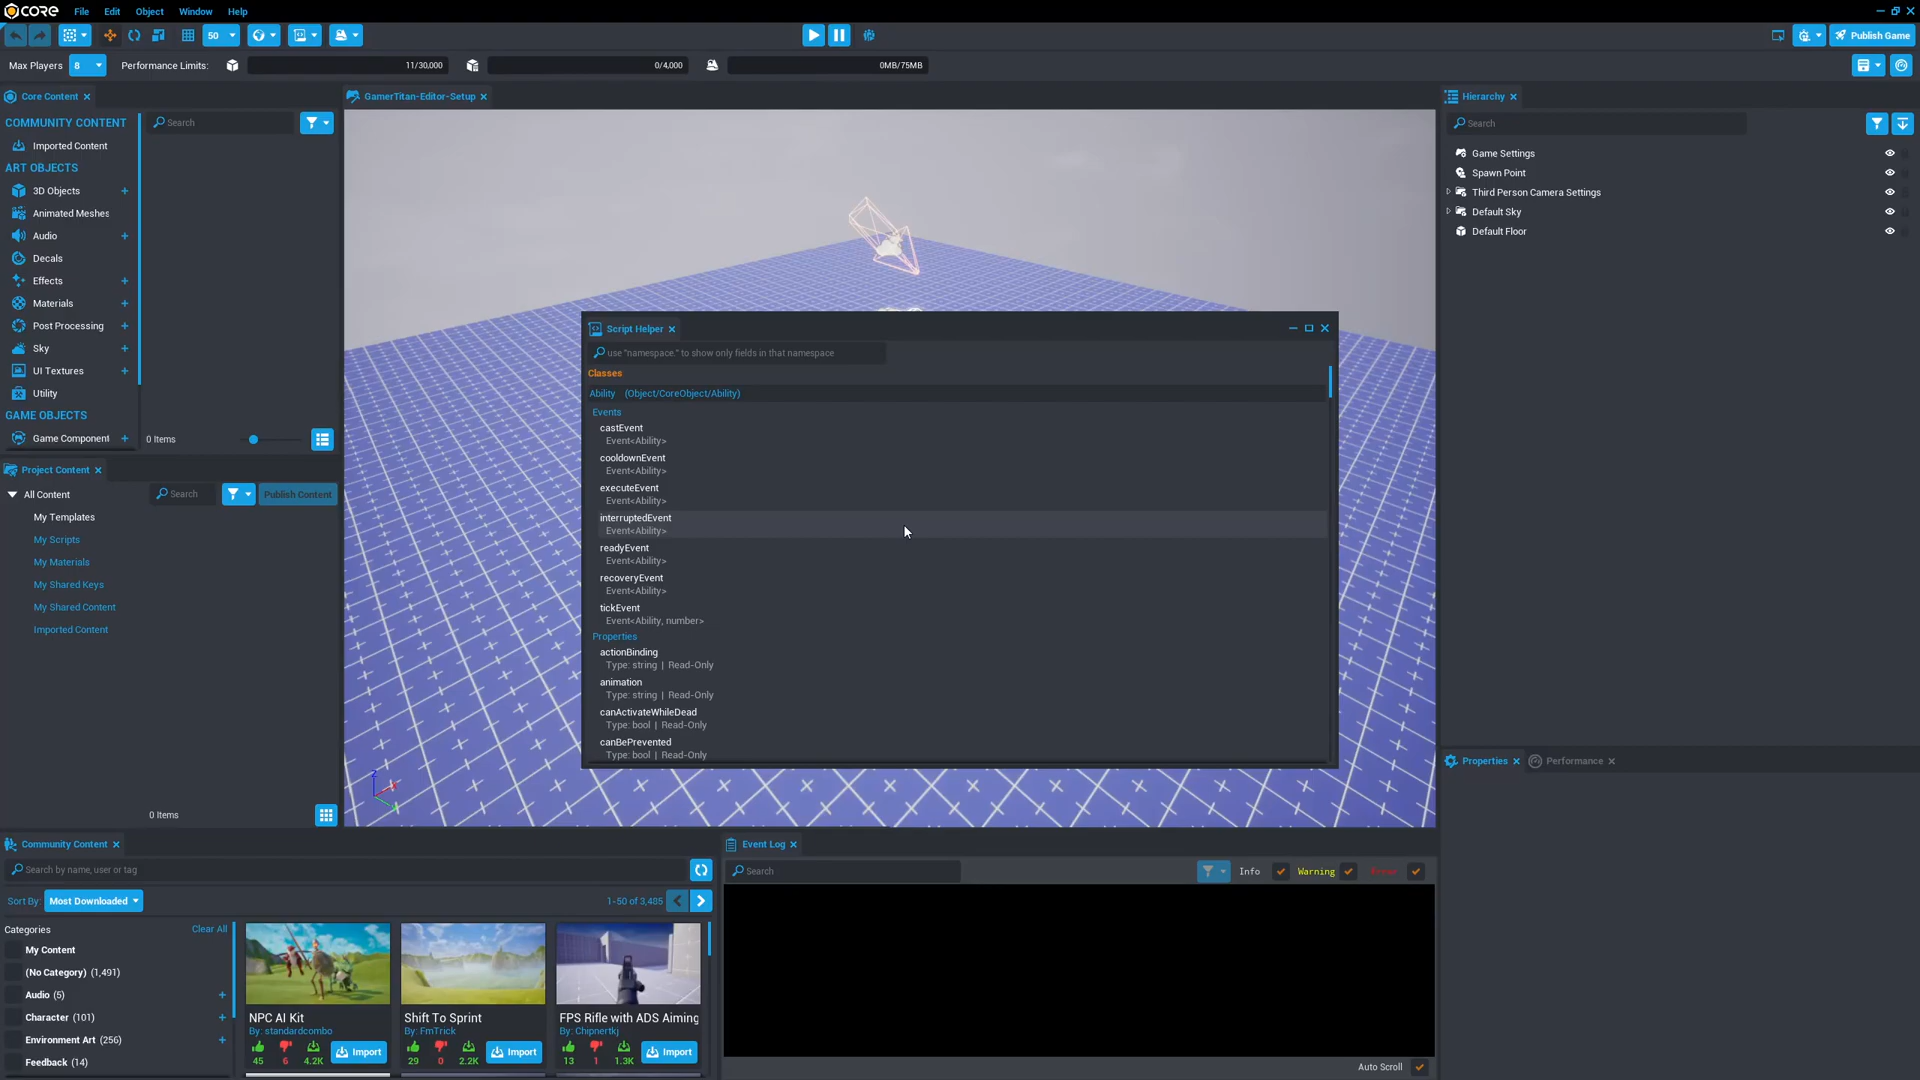 CORE File Edit Object Window Help
50
Publish Game
Max Players 8 Performance Limits: 11/30,000 0/4,000 0MB/75MB
Core Content
COMMUNITY CONTENT
Imported Content
ART OBJECTS
3D Objects
Animated Meshes
Audio
Decals
Effects
Materials
Post Processing
Sky
UI Textures
Utility
GAME OBJECTS
Game Component
Search
0 Items
Project Content
All Content
Search
Publish Content
My Templates
My Scripts
My Materials
My Shared Keys
My Shared Content
Imported Content
0 Items
GamerTitan-Editor-Setup
Z
Script Helper
use "namespace." to show only fields in that namespace
Classes
Ability (Object/CoreObject/Ability)
Events
castEvent
Event<Ability>
cooldownEvent
Event<Ability>
executeEvent
Event<Ability>
interruptedEvent
Event<Ability>
readyEvent
Event<Ability>
recoveryEvent
Event<Ability>
tickEvent
Event<Ability, number>
Properties
actionBinding
Type: string | Read-Only
animation
Type: string | Read-Only
canActivateWhileDead
Type: bool | Read-Only
canBePrevented
Type: bool | Read-Only
Hierarchy
Search
Game Settings
Spawn Point
Third Person Camera Settings
Default Sky
Default Floor
Properties Performance
Community Content
Search by name, user or tag
Sort By: Most Downloaded
1-50 of 3,485
Categories Clear All
My Content
(No Category) (1,491)
Audio (5)
Character (101)
Environment Art (256)
Feedback (14)
NPC AI Kit
By: standardcombo
45 6 4.2K Import
Shift To Sprint
By: FmTrick
29 0 2.2K Import
FPS Rifle with ADS Aiming
By: Chipnertkj
13 1 1.3K Import
Event Log
Search
Info Warning Error
Auto Scroll